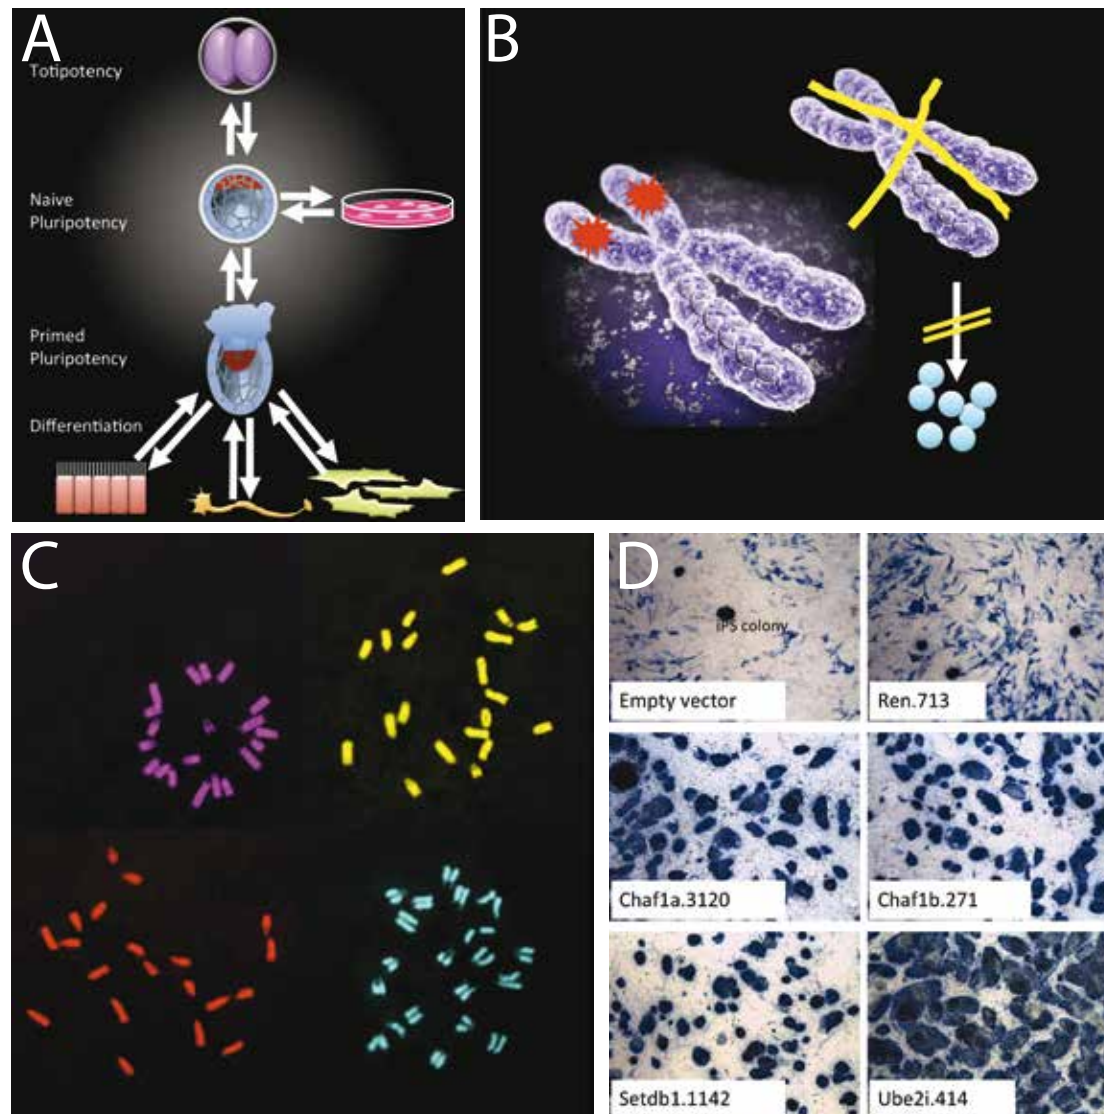 A
Totipotency
Naive
Pluripotency
Primed
Pluripotency
Differentiation
B
C
D
iPS colony
Empty vector
Ren.713
Chaf1a.3120
Chaf1b.271
Setdb1.1142
Ube2i.414